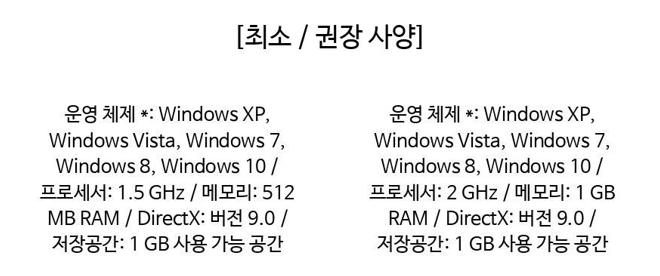 [최소 / 권장 사양]
운영 체제 *: Windows XP,
Windows Vista, Windows 7,
Windows 8, Windows 10 /
프로세서: 1.5 GHz / 메모리: 512
MB RAM / DirectX: 버전 9.0 /
저장공간: 1 GB 사용 가능 공간
운영 체제 *: Windows XP,
Windows Vista, Windows 7,
Windows 8, Windows 10 /
프로세서: 2 GHz / 메모리: 1 GB
RAM / DirectX: 버전 9.0 /
저장공간: 1 GB 사용 가능 공간